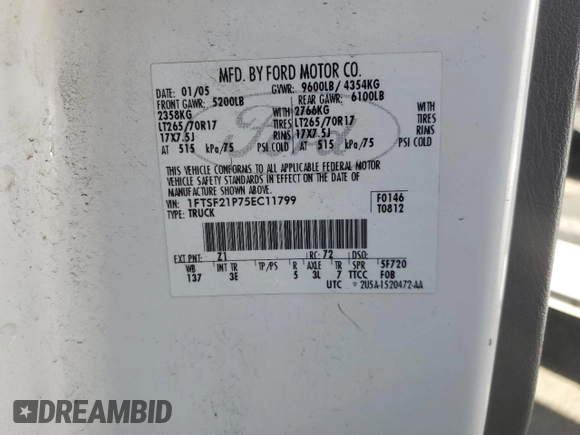 MFD. BY FORD MOTOR CO.
DATE: 01/05 GVWR: 9600LB/ 4354KG
FRONT GAWR: 5200LB REAR GAWR: 6100LB
2358KG WITH 2766KG WITH
LT265/70R17 TIRES LT265/70R17 TIRES
17X7.5J RIMS 17X7.5J RIMS
AT 515 kPa/75 PSI COLD AT 515 kPa/75 PSI COLD
Ford
THIS VEHICLE CONFORMS TO ALL APPLICABLE FEDERAL MOTOR
VEHICLE SAFETY STANDARDS IN EFFECT ON THE DATE OF
MANUFACTURE SHOWN ABOVE.
VIN: 1FTSF21P75EC11799
TYPE: TRUCK
F0146
T0812
EXT PNT: Z1 RC: 72 DSO:
WB INT TR TP/PS R AXLE TR SPR 5F720
137 3E 5 3L 7 TTCC FOB
UTC 2U5A-1520472-AA
DREAMBID